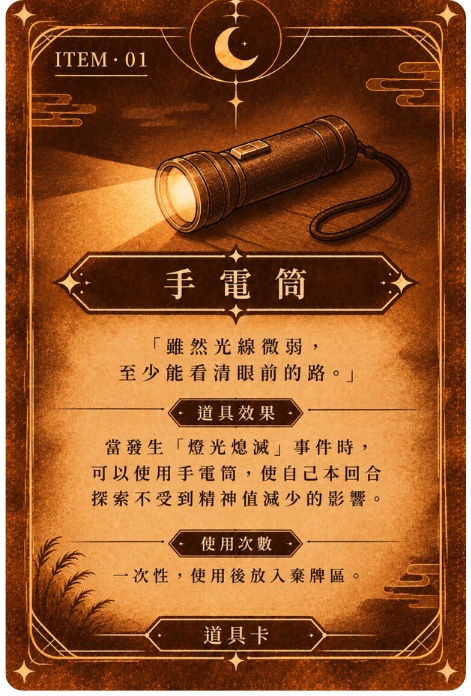 ITEM · 01
手電筒
「雖然光線微弱，
至少能看清眼前的路。」
道具效果
當發生「燈光熄滅」事件時，
可以使用手電筒，使自己本回合
探索不受到精神值減少的影響。
使用次數
一次性，使用後放入棄牌區。
道具卡